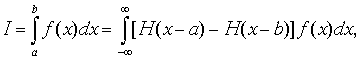 I = ∫_a^b f(x)dx = ∫_{-∞}^{∞} [H(x−a) − H(x−b)] f(x)dx,